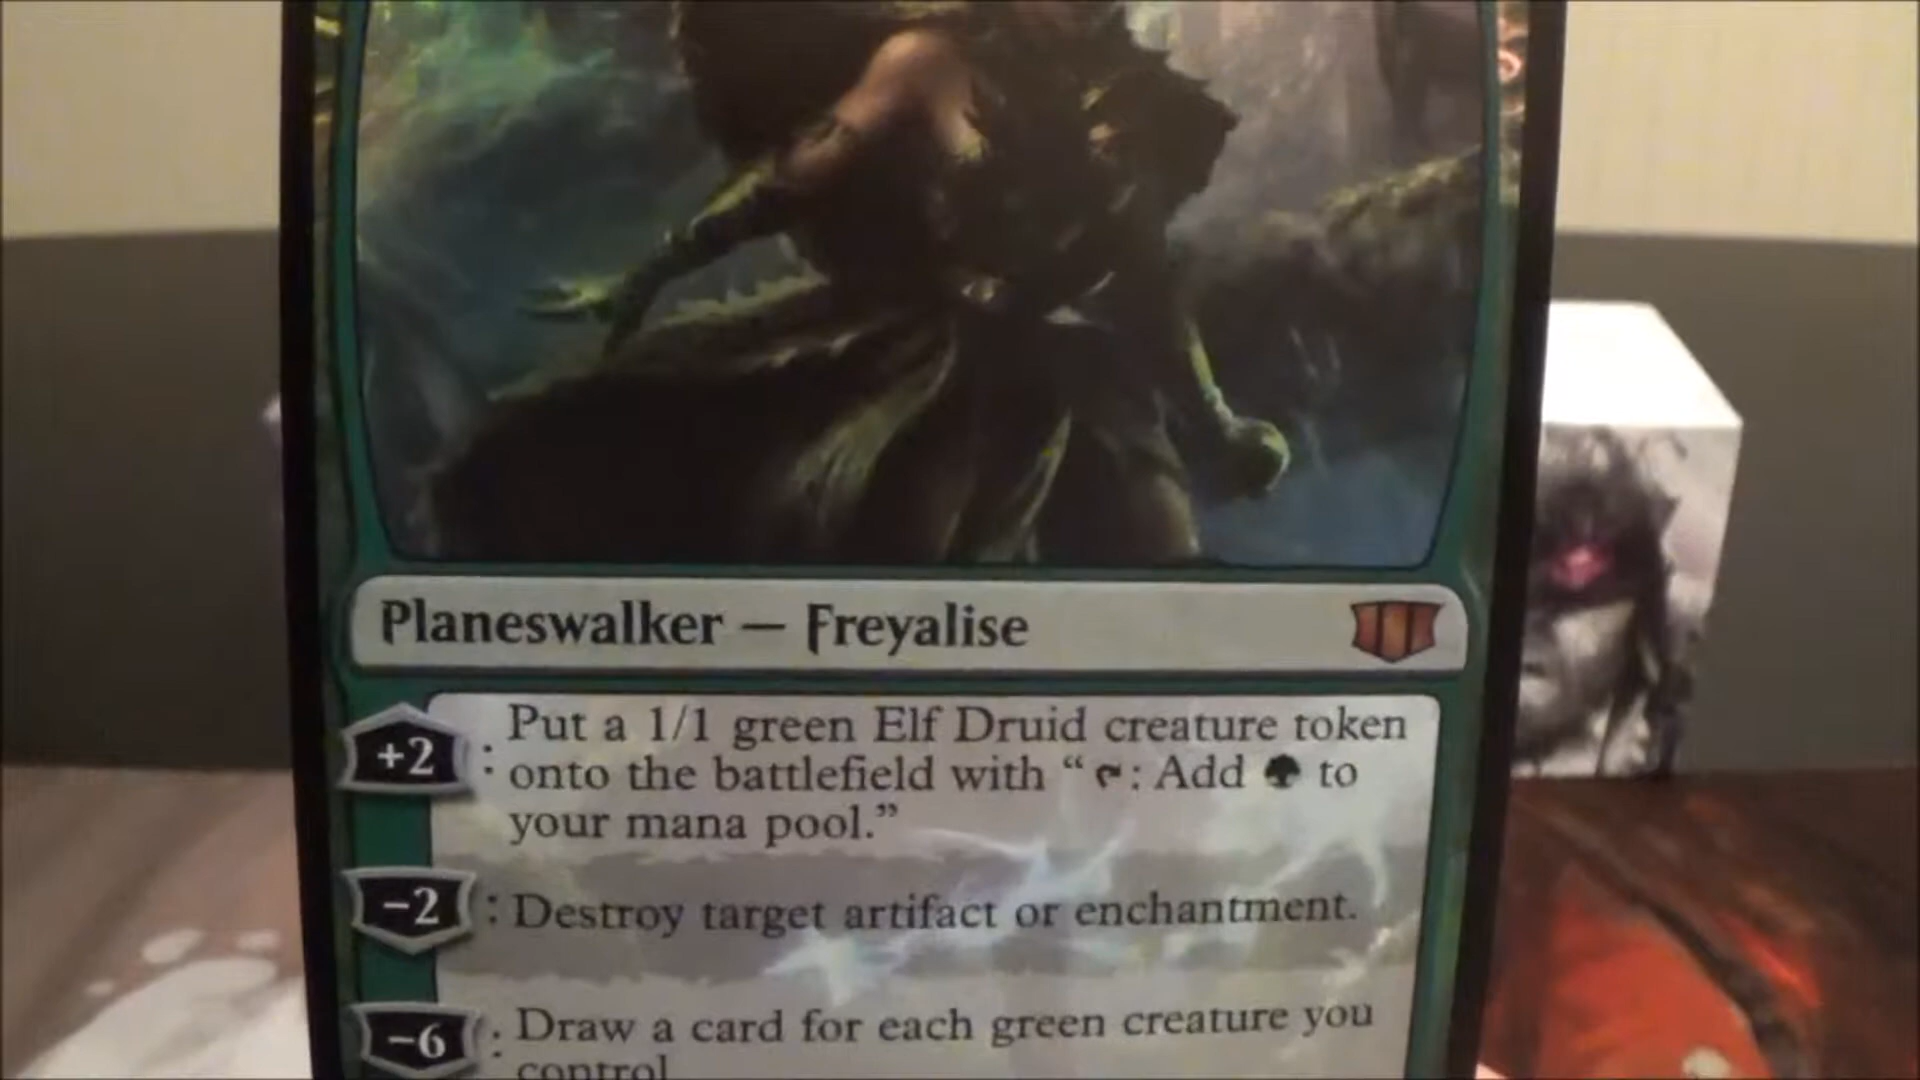 Planeswalker — Freyalise
+2 : Put a 1/1 green Elf Druid creature token
onto the battlefield with “ : Add to
your mana pool.”
−2 : Destroy target artifact or enchantment.
−6 : Draw a card for each green creature you
control